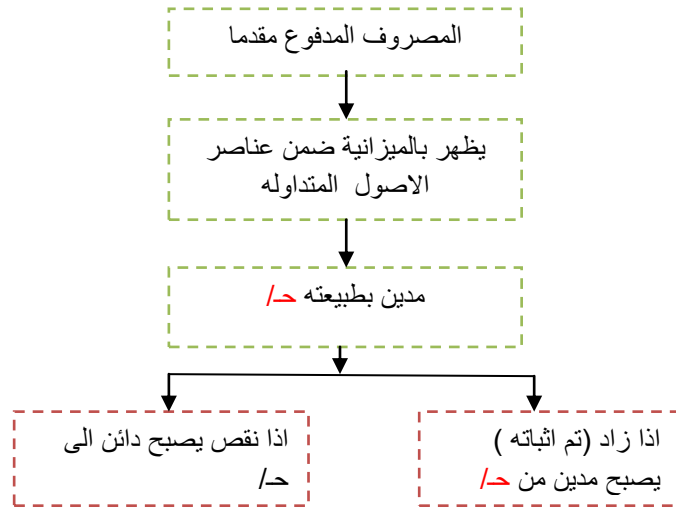 المصروف المدفوع مقدما
يظهر بالميزانية ضمن عناصر
الاصول المتداوله
مدين بطبيعته حـ/
اذا زاد (تم اثباته )
يصبح مدين من حـ/
اذا نقص يصبح دائن الى
حـ/